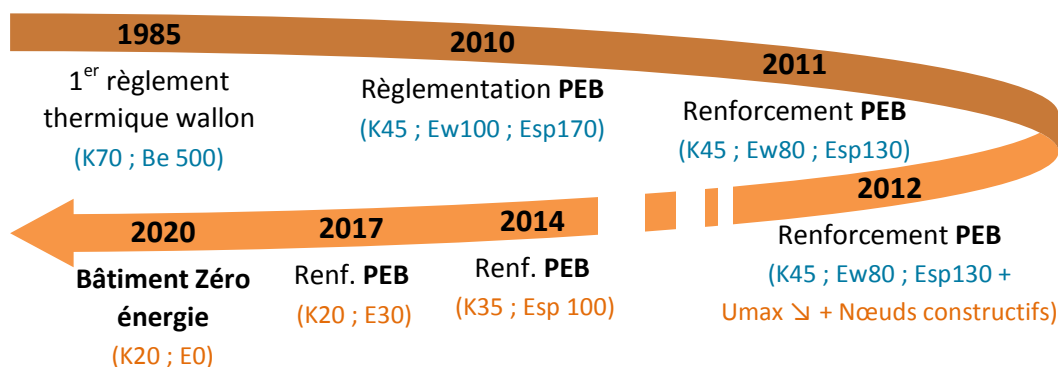 1985
1er règlement
thermique wallon
(K70 ; Be 500)
2010
Règlementation PEB
(K45 ; Ew100 ; Esp170)
2011
Renforcement PEB
(K45 ; Ew80 ; Esp130)
2012
Renforcement PEB
(K45 ; Ew80 ; Esp130 +
Umax ↘ + Nœuds constructifs)
2014
Renf. PEB
(K35 ; Esp 100)
2017
Renf. PEB
(K20 ; E30)
2020
Bâtiment Zéro
énergie
(K20 ; E0)